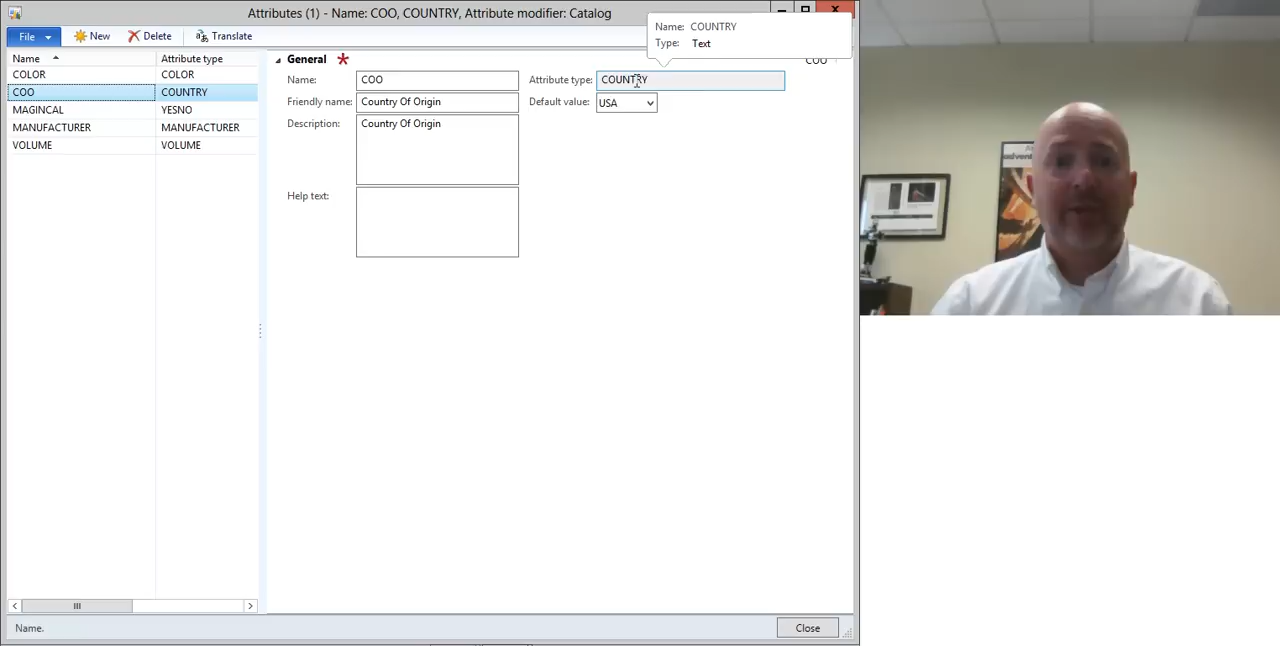 Attributes (1) - Name: COO, COUNTRY, Attribute modifier: Catalog
File New Delete Translate
Name: COUNTRY
Type: Text
Name Attribute type
COLOR COLOR
COO COUNTRY
MAGINCAL YESNO
MANUFACTURER MANUFACTURER
VOLUME VOLUME
General
COO
Name: COO
Attribute type: COUNTRY
Friendly name: Country Of Origin
Default value: USA
Description: Country Of Origin
Help text:
Name.
Close